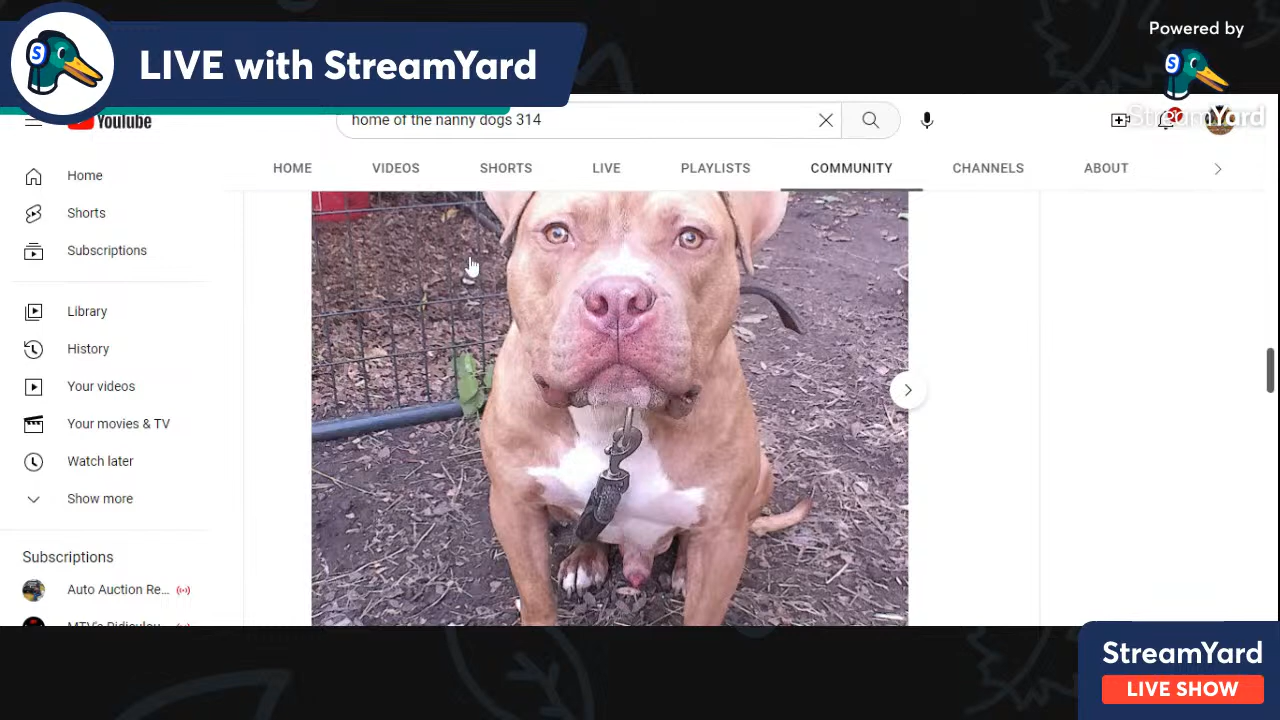 LIVE with StreamYard
Powered by
StreamYard
YouTube
home of the nanny dogs 314
HOME
VIDEOS
SHORTS
LIVE
PLAYLISTS
COMMUNITY
CHANNELS
ABOUT
Home
Shorts
Subscriptions
Library
History
Your videos
Your movies & TV
Watch later
Show more
Subscriptions
Auto Auction Re...
StreamYard
LIVE SHOW